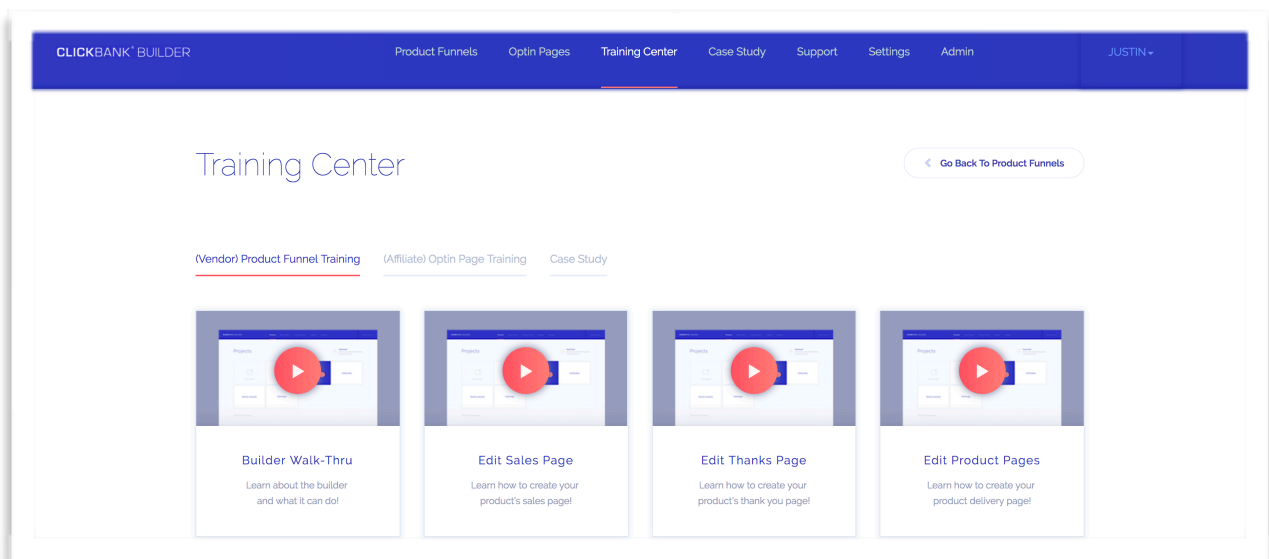 CLICKBANK® BUILDER
Product Funnels
Optin Pages
Training Center
Case Study
Support
Settings
Admin
JUSTIN
Training Center
Go Back To Product Funnels
(Vendor) Product Funnel Training
(Affiliate) Optin Page Training
Case Study
Projects
Projects
Projects
Projects
Builder Walk-Thru
Learn about the builder
and what it can do!
Edit Sales Page
Learn how to create your
product's sales page!
Edit Thanks Page
Learn how to create your
product's thank you page!
Edit Product Pages
Learn how to create your
product delivery page!